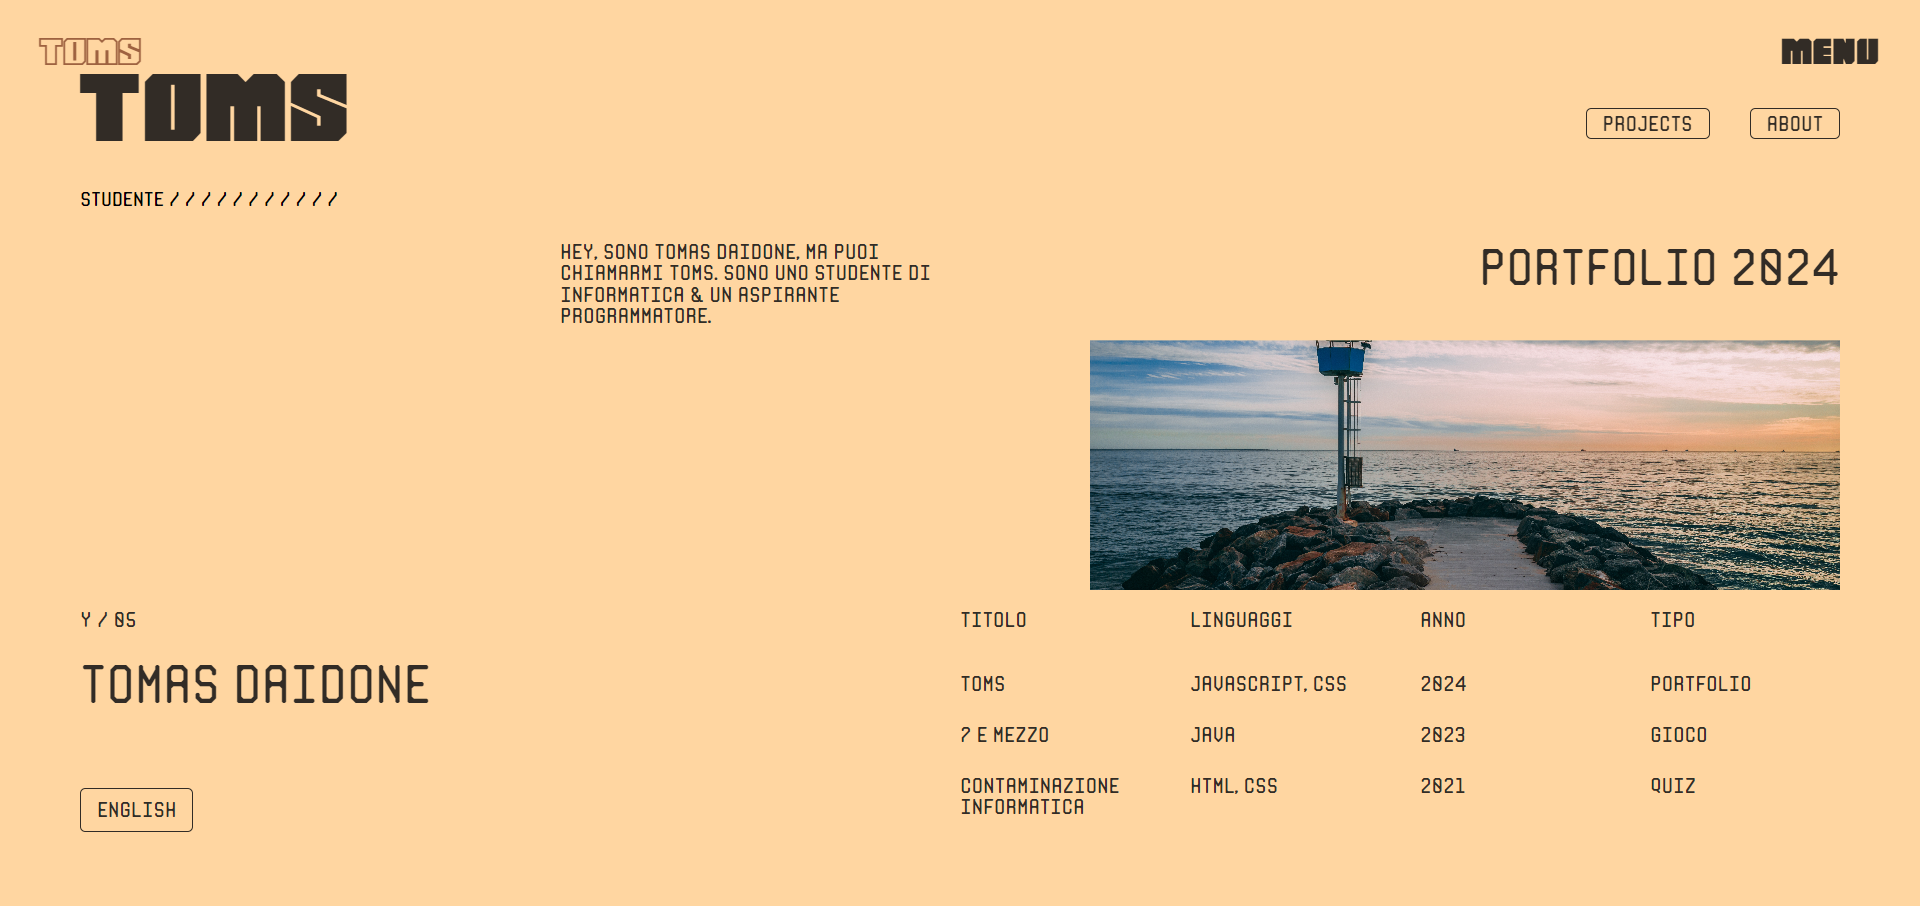 TOMS
MENU
TOMS
PROJECTS
ABOUT
STUDENTE / / / / / / / / / / /
HEY, SONO TOMAS DAIDONE, MA PUOI
CHIAMARMI TOMS. SONO UNO STUDENTE DI
INFORMATICA & UN ASPIRANTE
PROGRAMMATORE.
PORTFOLIO 2024
Y / 05
TOMAS DAIDONE
ENGLISH
TITOLO LINGUAGGI ANNO TIPO
TOMS JAVASCRIPT, CSS 2024 PORTFOLIO
7 E MEZZO JAVA 2023 GIOCO
CONTAMINAZIONE HTML, CSS 2021 QUIZ
INFORMATICA